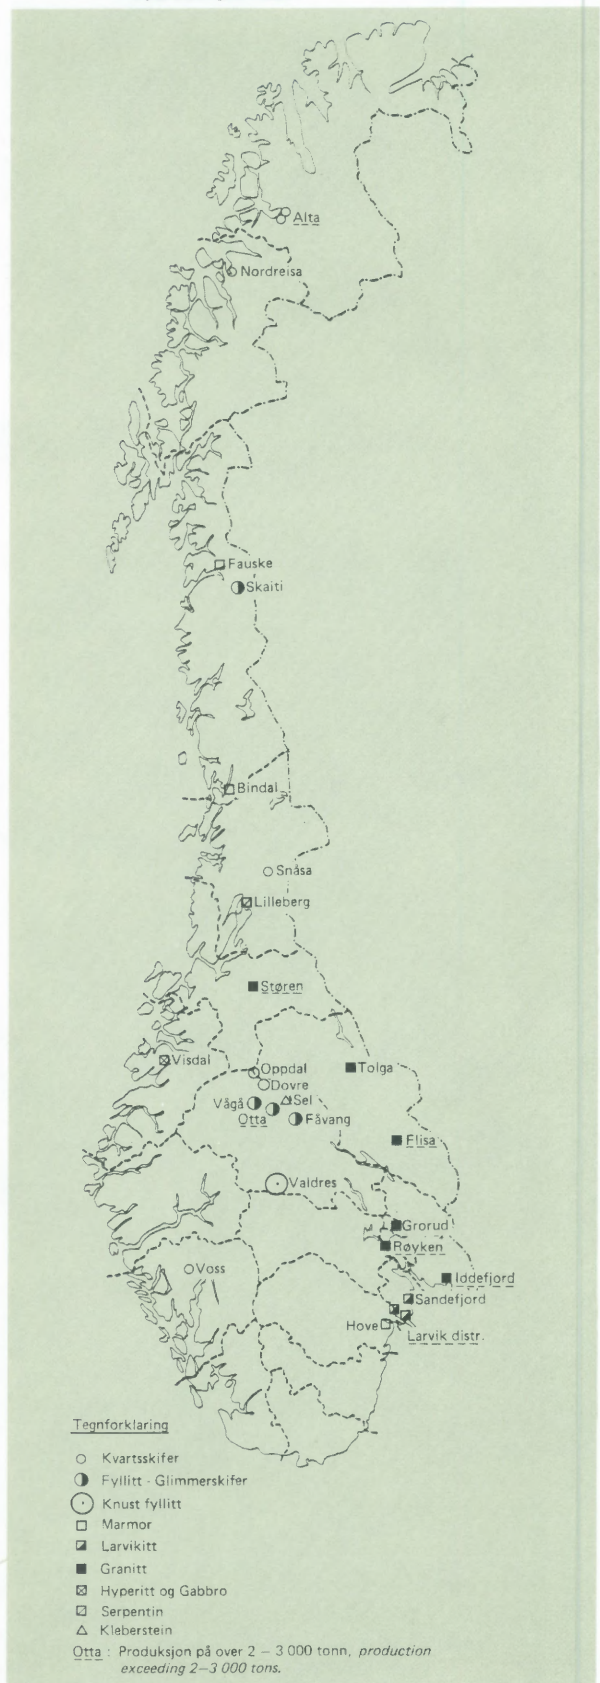 Alta
Nordreisa
Fauske
Skaiti
Bindal
Snåsa
Lilleberg
Støren
Visdal
Oppdal
Tolga
Dovre
Vågå
Sel
Otta
Fåvang
Flisa
Valdres
Grorud
Røyken
Voss
Iddefjord
Sandefjord
Hove
Larvik distr.
Tegnforklaring
Kvartsskifer
Fyllitt - Glimmerskifer
Knust fyllitt
Marmor
Larvikitt
Granitt
Hyperitt og Gabbro
Serpentin
Kleberstein
Otta : Produksjon på over 2 – 3 000 tonn, production
exceeding 2–3 000 tons.